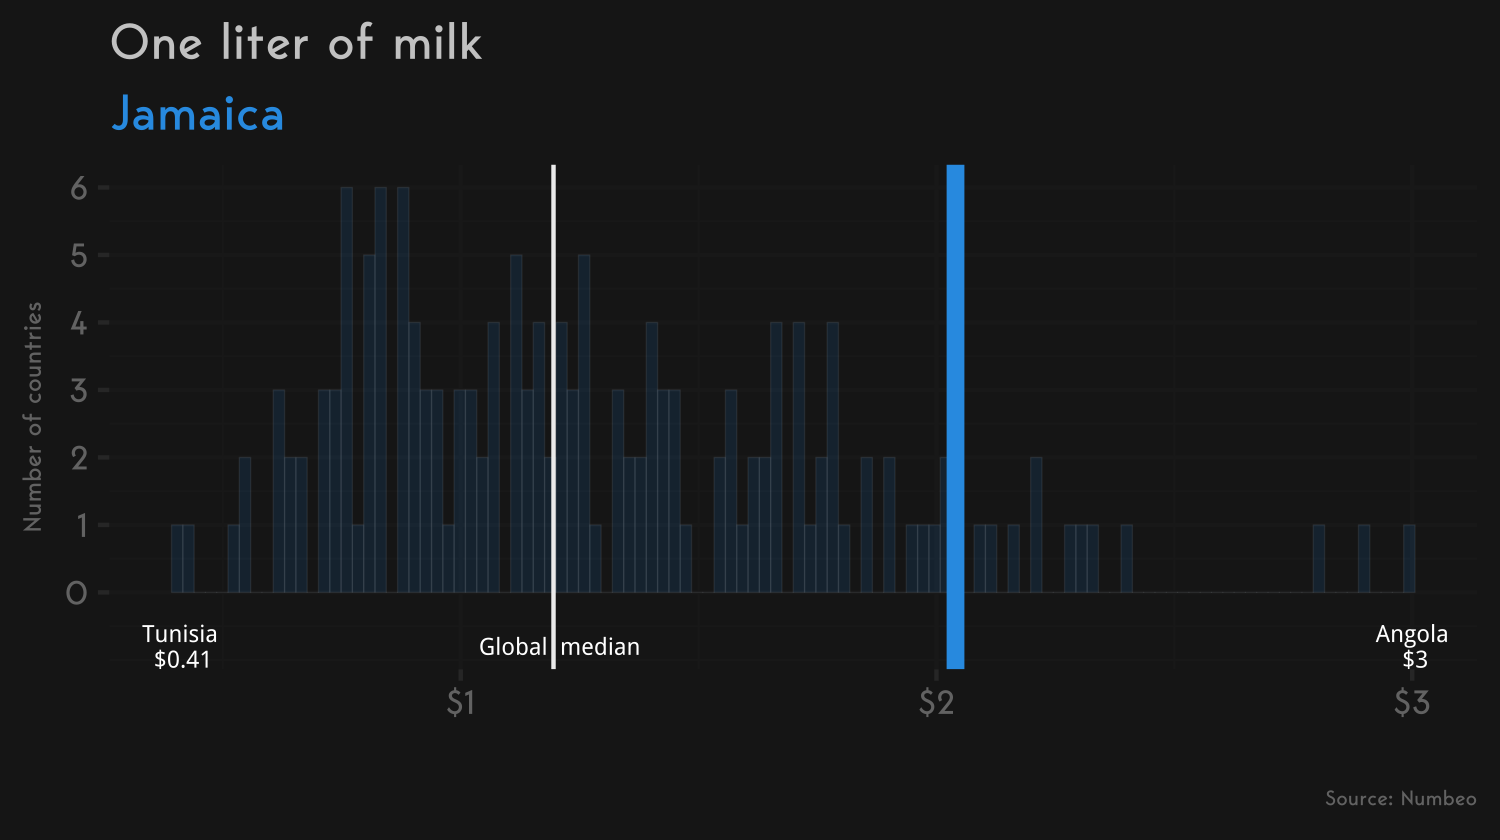 One liter of milk
Jamaica
Number of countries
6
5
4
3
2
1
0
Tunisia
$0.41
Global median
Angola
$3
$1
$2
$3
Source: Numbeo